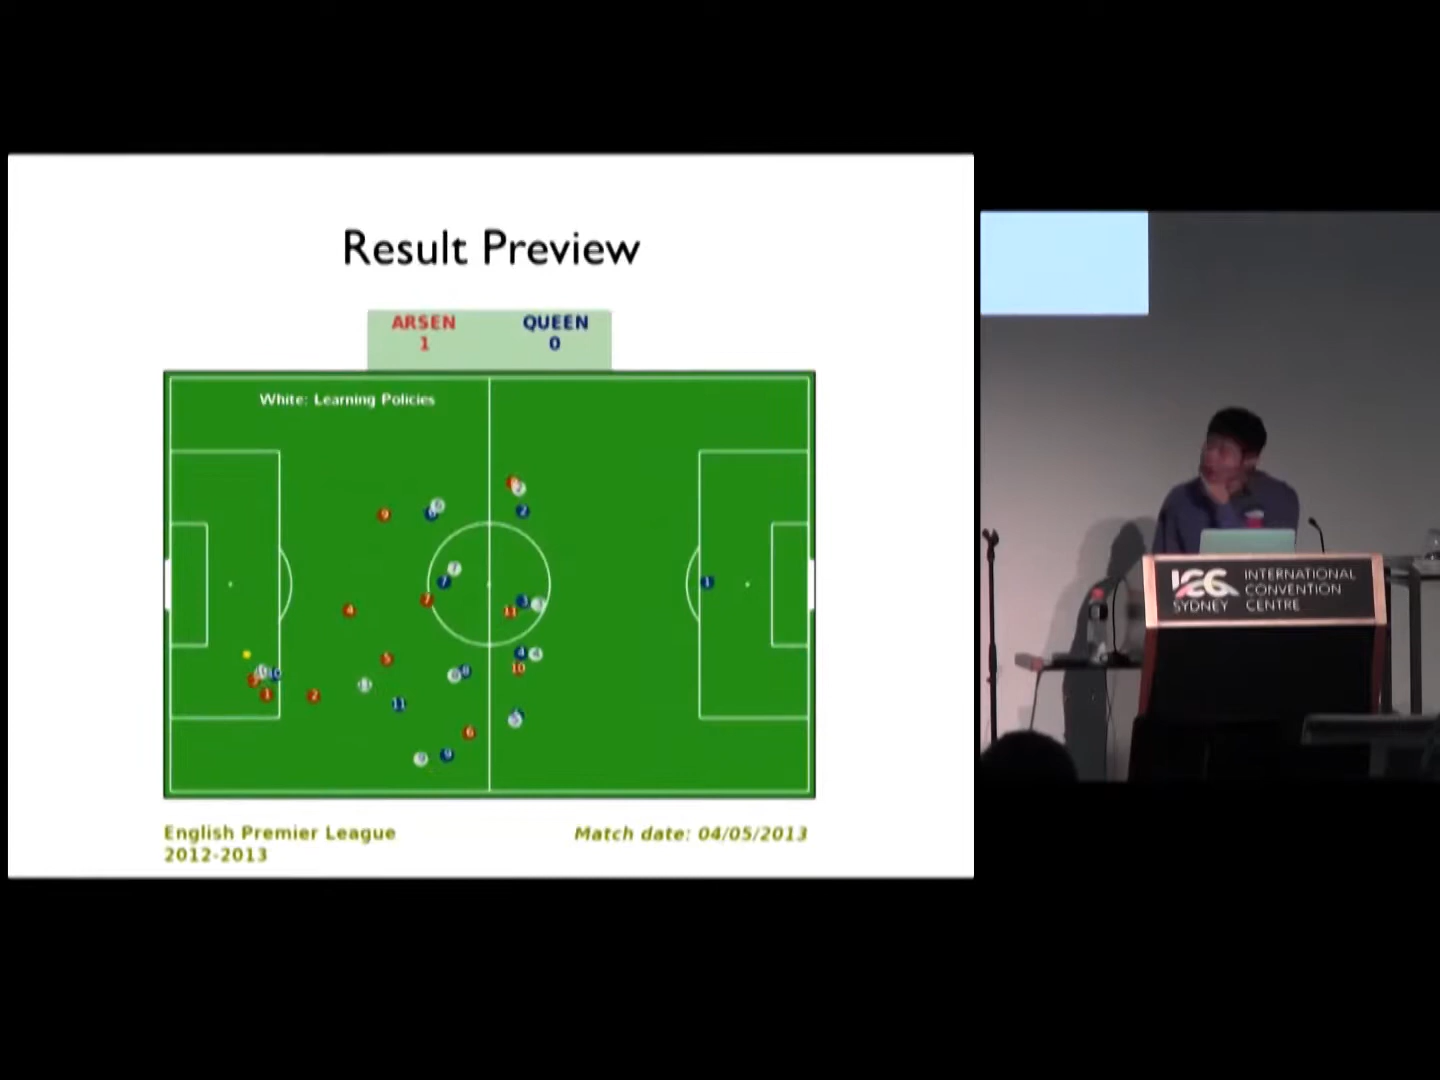 Result Preview
ARSEN QUEEN
1 0
White: Learning Policies
English Premier League
2012-2013
Match date: 04/05/2013
ICC SYDNEY
INTERNATIONAL
CONVENTION
CENTRE